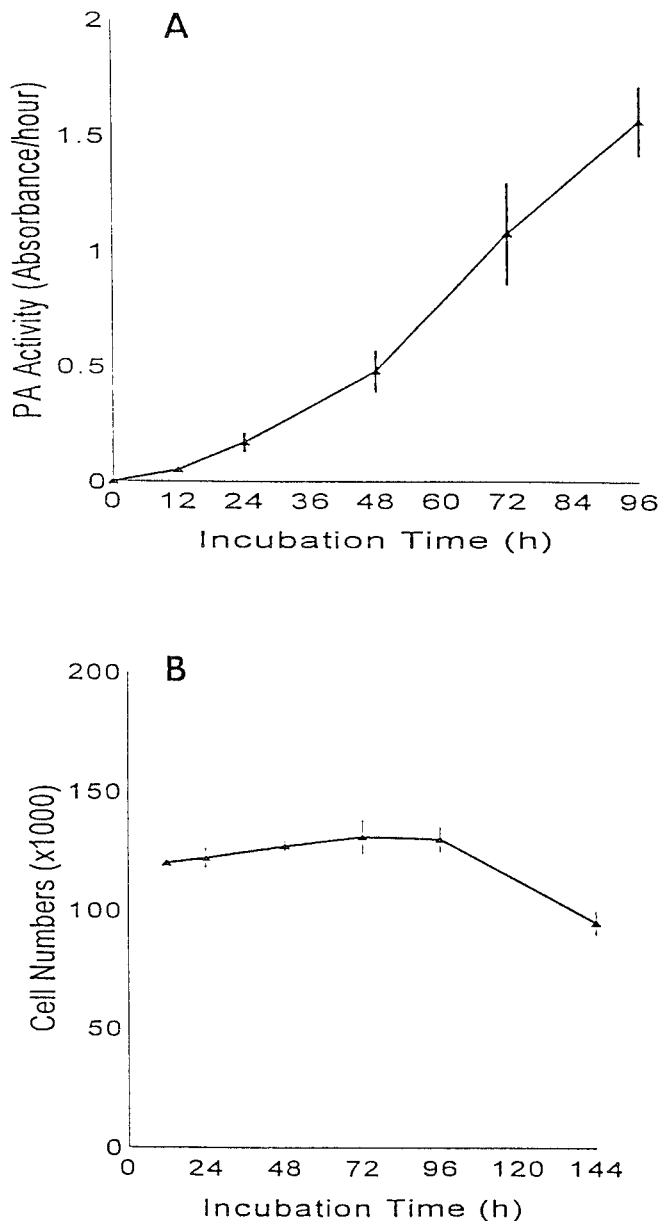 A
PA Activity (Absorbance/hour)
2
1.5
1
0.5
0
0 12 24 36 48 60 72 84 96
Incubation Time (h)
B
Cell Numbers (x1000)
200
150
100
50
0
0 24 48 72 96 120 144
Incubation Time (h)